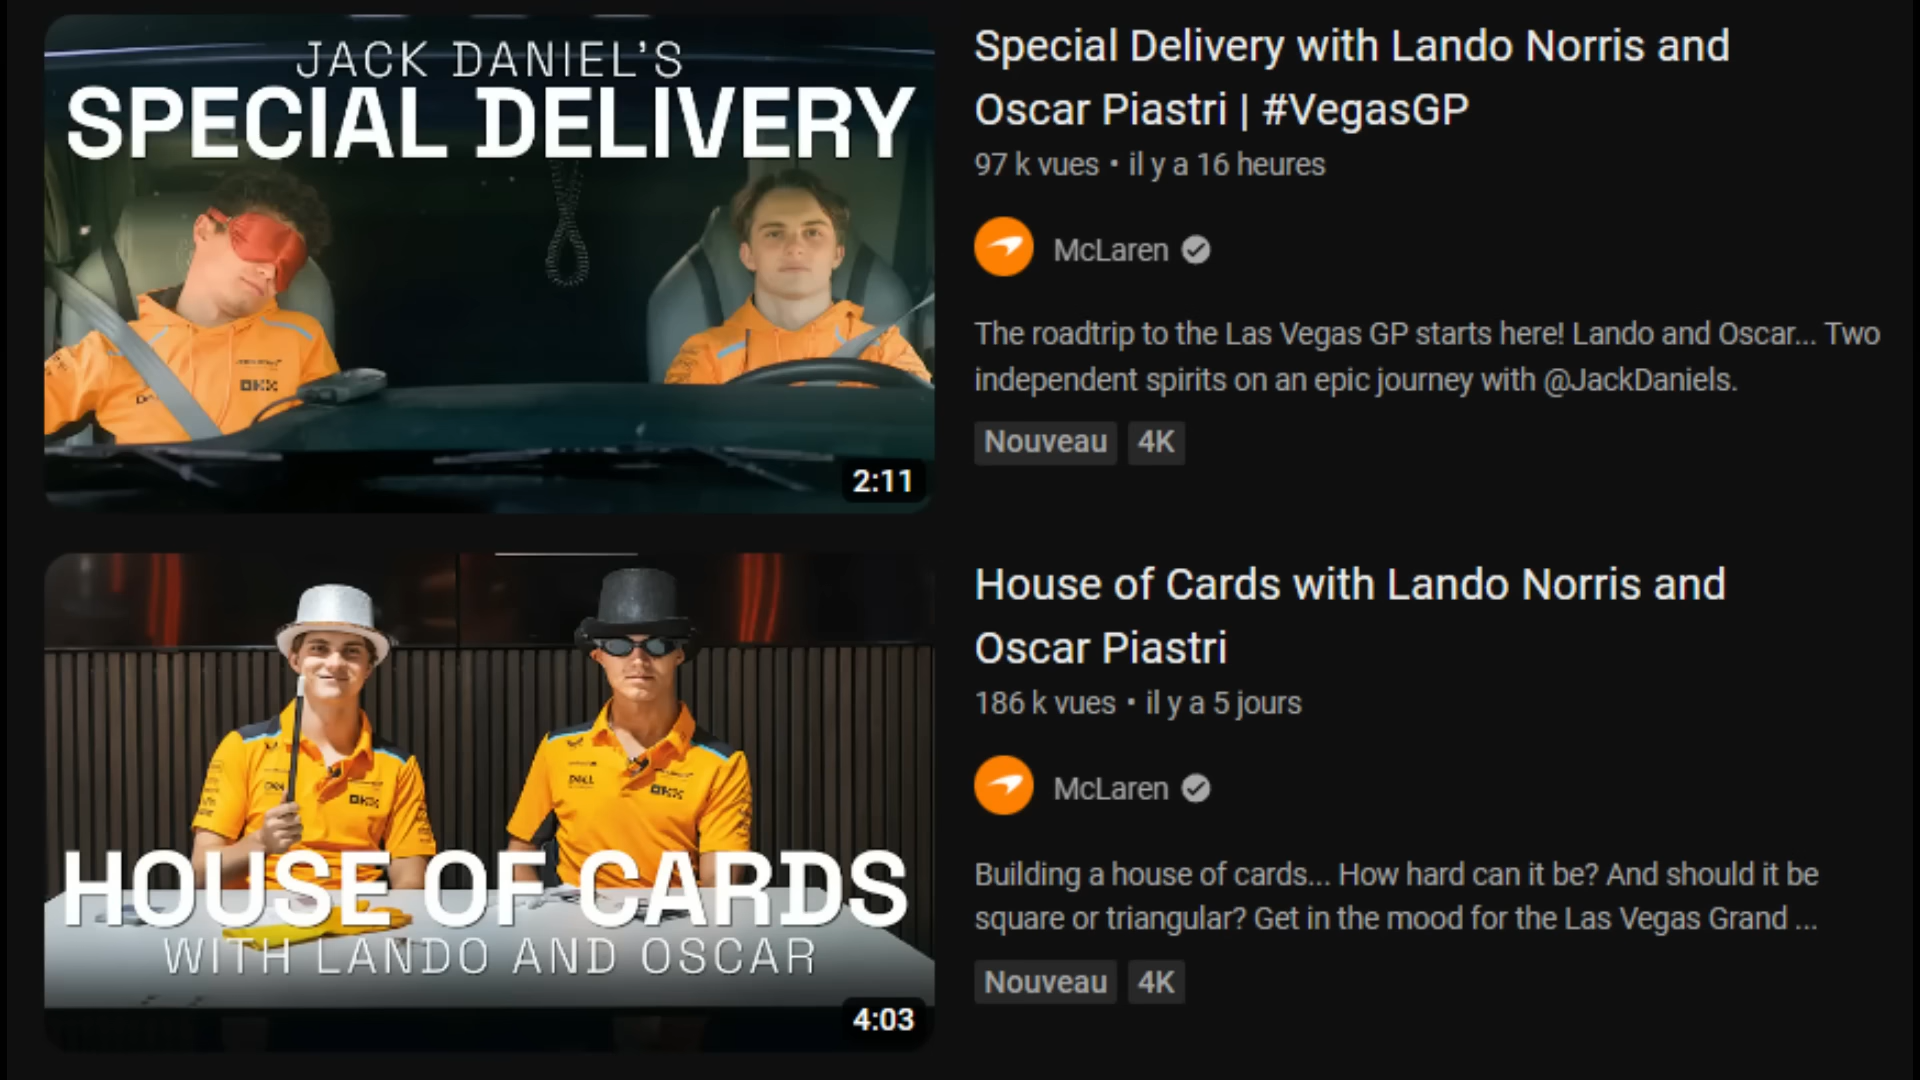 JACK DANIEL'S
SPECIAL DELIVERY
OKX
2:11
Special Delivery with Lando Norris and
Oscar Piastri | #VegasGP
97 k vues • il y a 16 heures
McLaren
The roadtrip to the Las Vegas GP starts here! Lando and Oscar... Two
independent spirits on an epic journey with @JackDaniels.
Nouveau 4K
DELL
OKX
OKX
HOUSE OF CARDS
WITH LANDO AND OSCAR
4:03
House of Cards with Lando Norris and
Oscar Piastri
186 k vues • il y a 5 jours
McLaren
Building a house of cards... How hard can it be? And should it be
square or triangular? Get in the mood for the Las Vegas Grand ...
Nouveau 4K